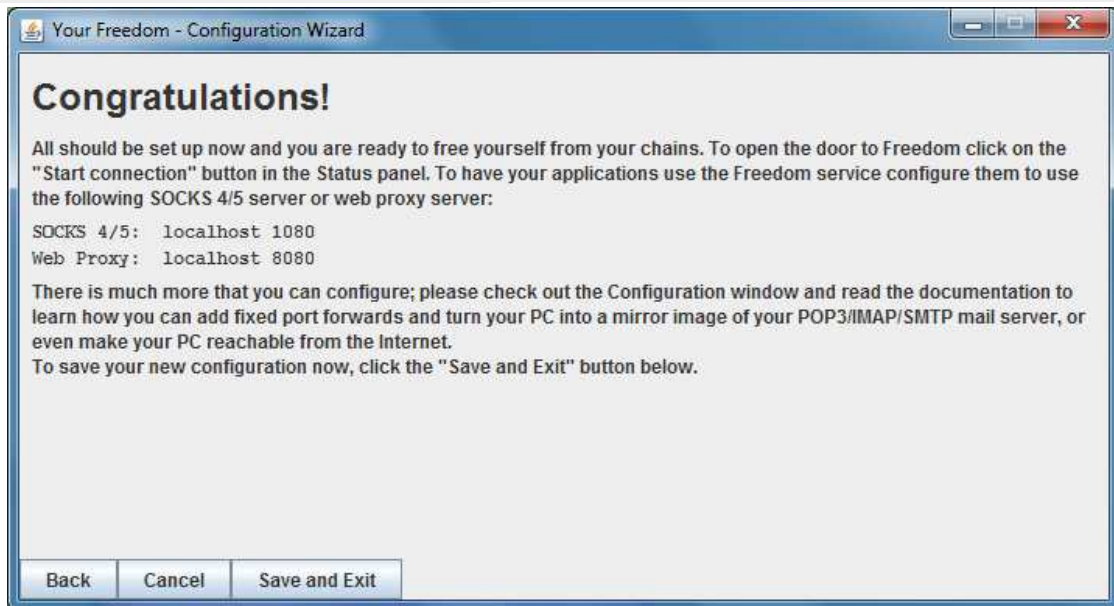 Your Freedom - Configuration Wizard
Congratulations!
All should be set up now and you are ready to free yourself from your chains. To open the door to Freedom click on the
"Start connection" button in the Status panel. To have your applications use the Freedom service configure them to use
the following SOCKS 4/5 server or web proxy server:
SOCKS 4/5:  localhost 1080
Web Proxy:  localhost 8080
There is much more that you can configure; please check out the Configuration window and read the documentation to
learn how you can add fixed port forwards and turn your PC into a mirror image of your POP3/IMAP/SMTP mail server, or
even make your PC reachable from the Internet.
To save your new configuration now, click the "Save and Exit" button below.
Back Cancel Save and Exit